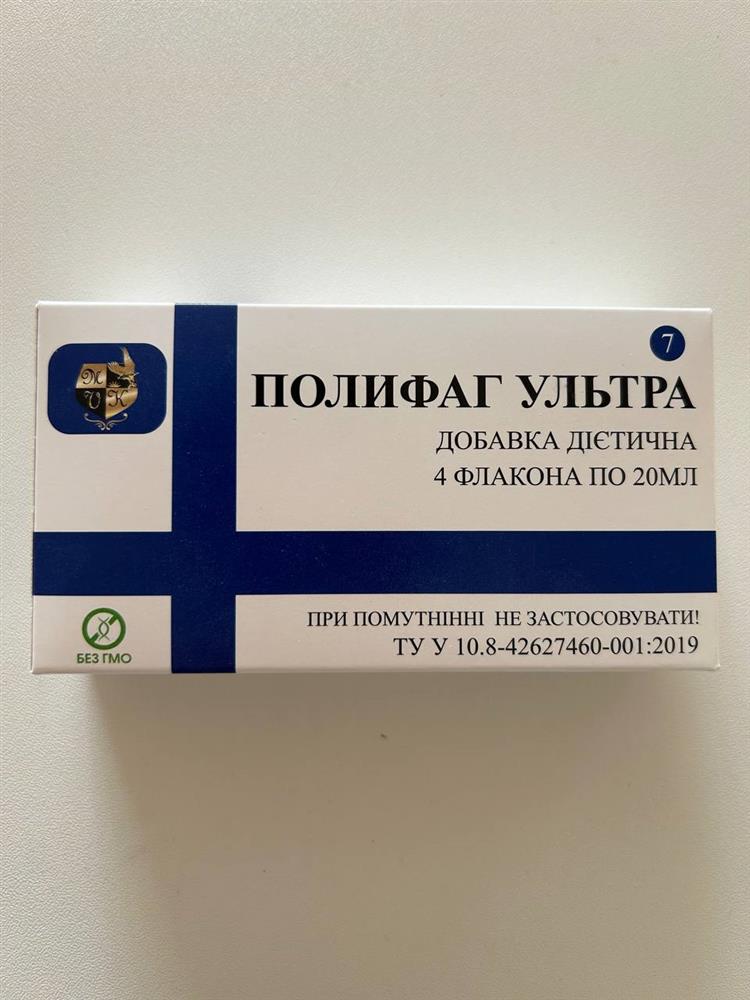 7
ПОЛИФАГ УЛЬТРА
ДОБАВКА ДІЄТИЧНА
4 ФЛАКОНА ПО 20МЛ
ПРИ ПОМУТНІННІ НЕ ЗАСТОСОВУВАТИ!
ТУ У 10.8-42627460-001:2019
БЕЗ ГМО